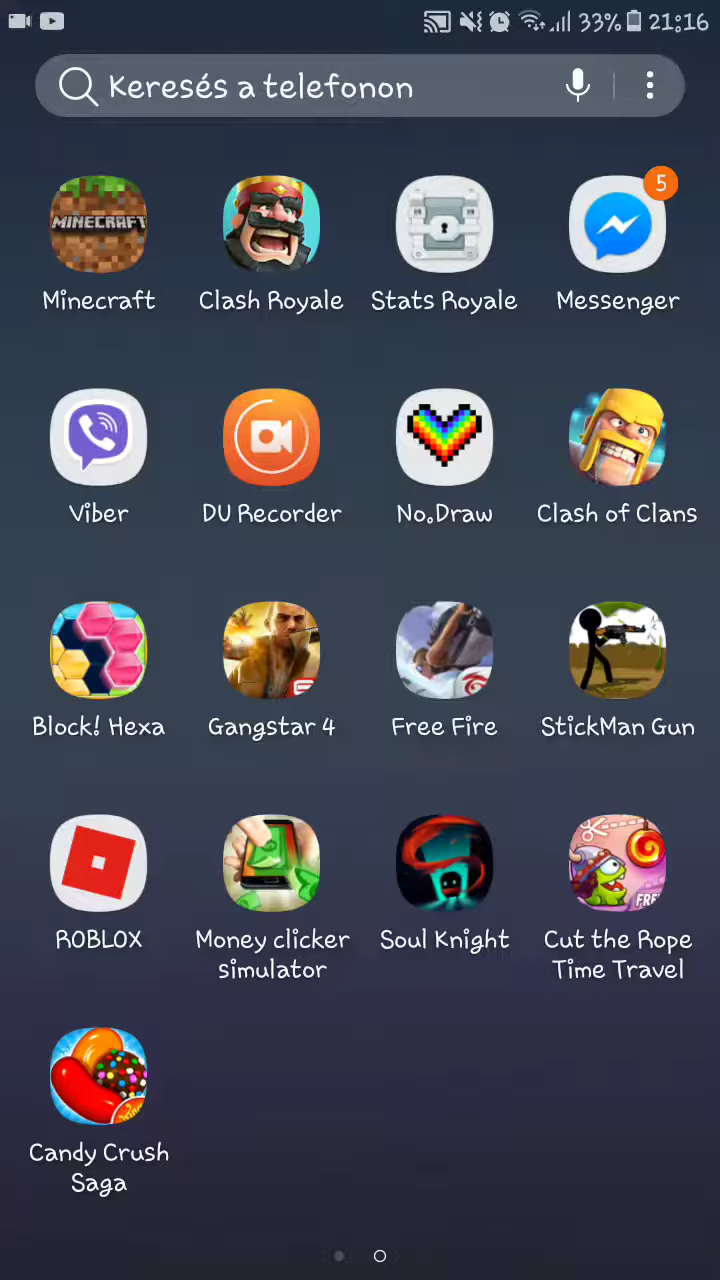 33% 21:16
Keresés a telefonon
MINECRAFT
5
Minecraft Clash Royale Stats Royale Messenger
Viber DU Recorder No.Draw Clash of Clans
Block! Hexa Gangstar 4 Free Fire StickMan Gun
FRE
ROBLOX Money clicker simulator Soul Knight Cut the Rope Time Travel
Candy Crush Saga